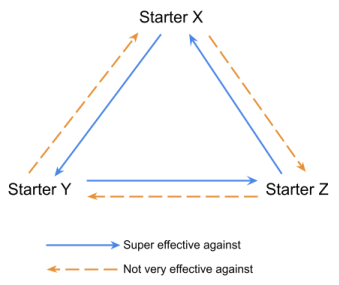 Starter X
Starter Y
Starter Z
Super effective against
Not very effective against